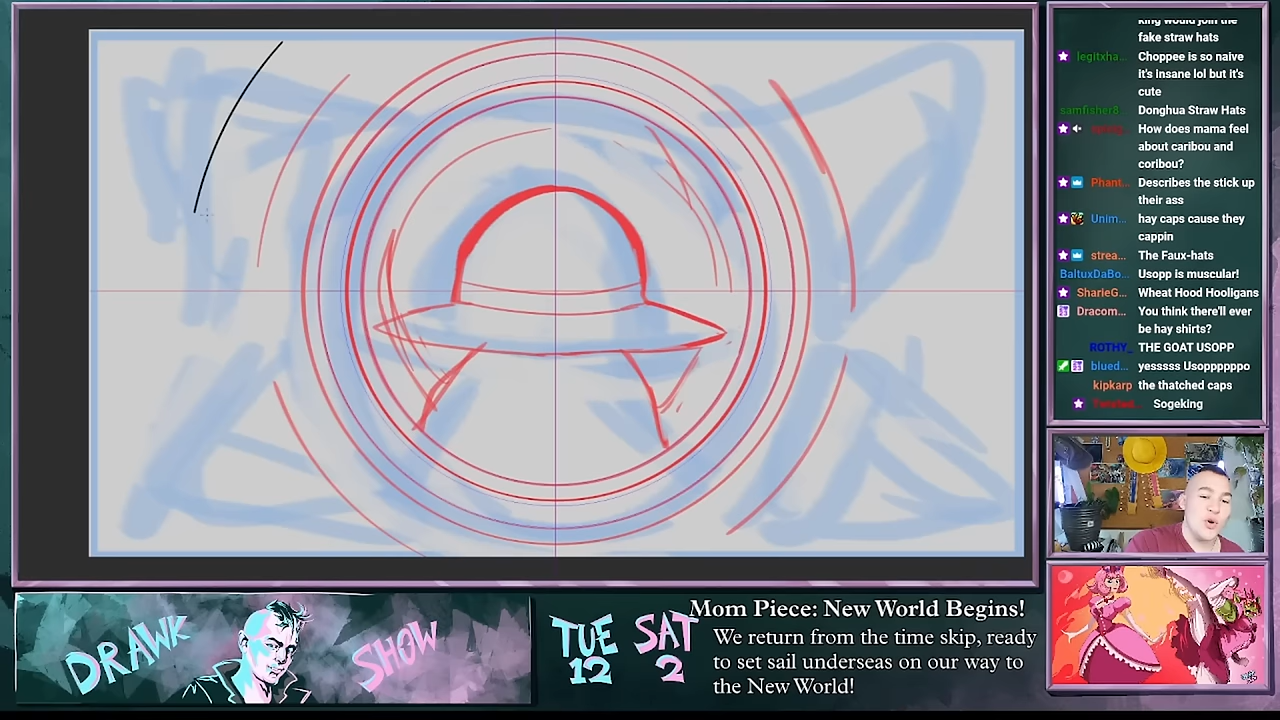 king would join the
fake straw hats
legitxha... Choppee is so naive
it's insane lol but it's
cute
samfisher8... Donghua Straw Hats
How does mama feel
about caribou and
coribou?
Phant... Describes the stick up
their ass
Unim... hay caps cause they
cappin
strea... The Faux-hats
BaltuxDaBo... Usopp is muscular!
SharieG... Wheat Hood Hooligans
Dracom... You think there'll ever
be hay shirts?
ROTHY_ THE GOAT USOPP
blued... yesssss Usoppppppo
kipkarp the thatched caps
Sogeking
DRAWK SHOW
TUE SAT
12 2
Mom Piece: New World Begins!
We return from the time skip, ready
to set sail underseas on our way to
the New World!